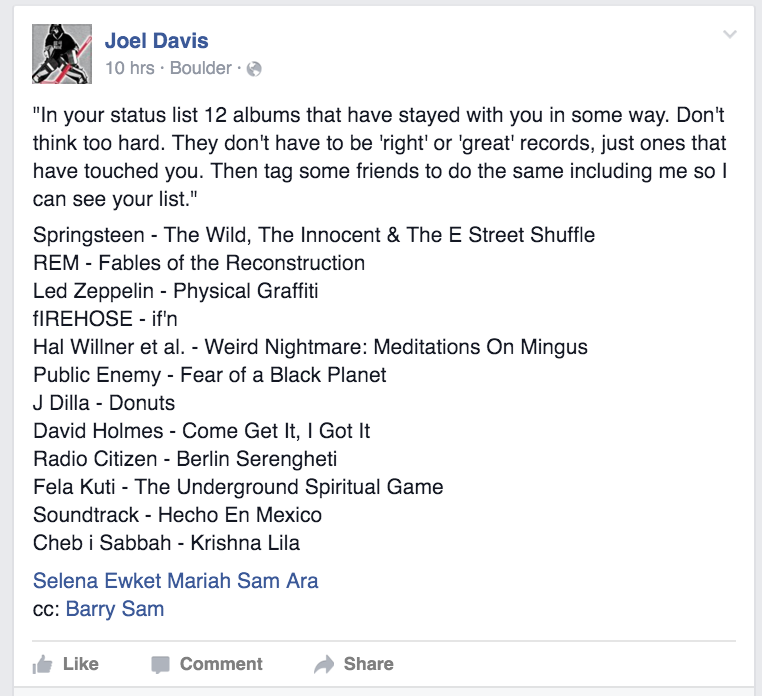 Joel Davis
10 hrs · Boulder ·
"In your status list 12 albums that have stayed with you in some way. Don't
think too hard. They don't have to be 'right' or 'great' records, just ones that
have touched you. Then tag some friends to do the same including me so I
can see your list."
Springsteen - The Wild, The Innocent & The E Street Shuffle
REM - Fables of the Reconstruction
Led Zeppelin - Physical Graffiti
fIREHOSE - if'n
Hal Willner et al. - Weird Nightmare: Meditations On Mingus
Public Enemy - Fear of a Black Planet
J Dilla - Donuts
David Holmes - Come Get It, I Got It
Radio Citizen - Berlin Serengheti
Fela Kuti - The Underground Spiritual Game
Soundtrack - Hecho En Mexico
Cheb i Sabbah - Krishna Lila
Selena Ewket Mariah Sam Ara
cc: Barry Sam
Like Comment Share